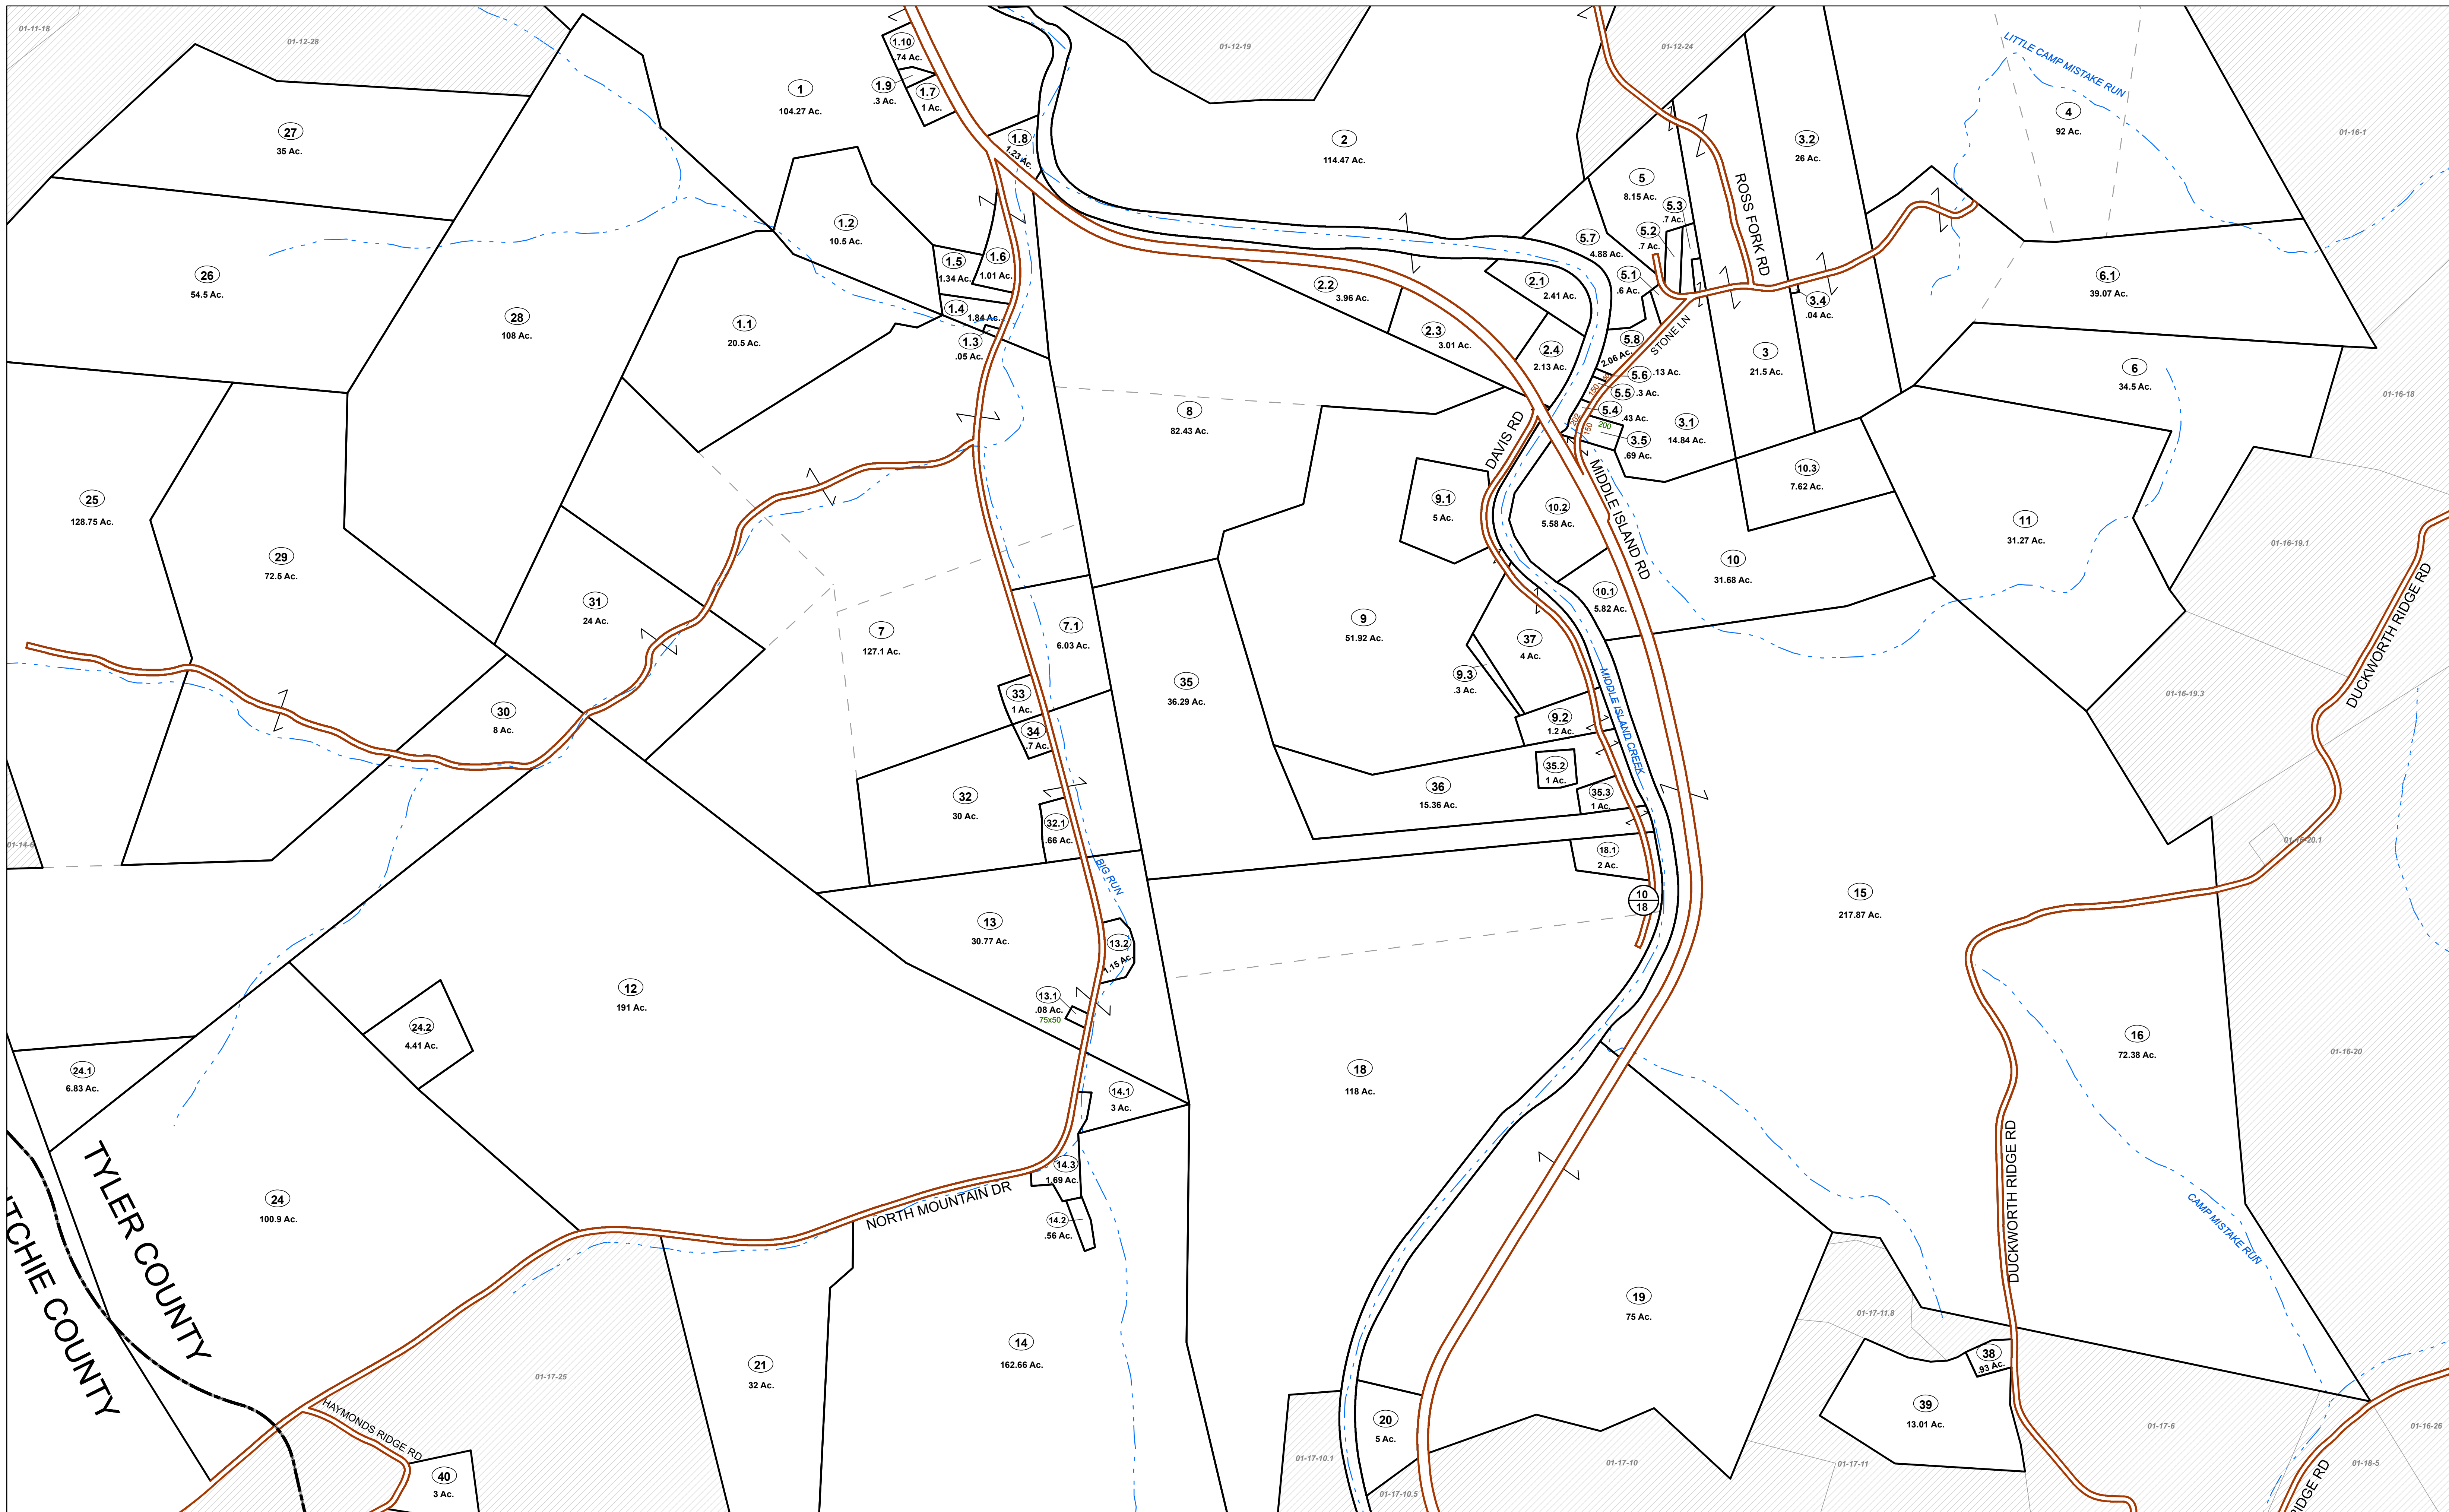 01-11-18
01-12-28
01-12-19
01-12-24
LITTLE CAMP MISTAKE RUN
1.10
.74 Ac.
1.9
.3 Ac.
1.7
1 Ac.
1
104.27 Ac.
27
35 Ac.
1.8
1.23 Ac.
2
114.47 Ac.
3.2
26 Ac.
4
92 Ac.
01-16-1
5
8.15 Ac.
5.3
.7 Ac.
5.2
.7 Ac.
ROSS FORK RD
1.2
10.5 Ac.
1.5
1.34 Ac.
1.6
1.01 Ac.
5.7
4.88 Ac.
26
54.5 Ac.
2.2
3.96 Ac.
2.1
2.41 Ac.
5.1
.6 Ac.
3.4
.04 Ac.
6.1
39.07 Ac.
28
108 Ac.
1.1
20.5 Ac.
1.4
1.84 Ac.
1.3
.05 Ac.
2.3
3.01 Ac.
2.4
2.13 Ac.
5.8
2.06 Ac.
STONE LN
3
21.5 Ac.
6
34.5 Ac.
5.6
.13 Ac.
5.5
.3 Ac.
150
5.4
.43 Ac.
202
150
200
3.5
.69 Ac.
3.1
14.84 Ac.
01-16-18
8
82.43 Ac.
DAVIS RD
MIDDLE ISLAND RD
10.3
7.62 Ac.
25
128.75 Ac.
9.1
5 Ac.
10.2
5.58 Ac.
11
31.27 Ac.
01-16-19.1
29
72.5 Ac.
10
31.68 Ac.
31
24 Ac.
7
127.1 Ac.
7.1
6.03 Ac.
9
51.92 Ac.
10.1
5.82 Ac.
DUCKWORTH RIDGE RD
37
4 Ac.
9.3
.3 Ac.
35
36.29 Ac.
33
1 Ac.
34
.7 Ac.
30
8 Ac.
9.2
1.2 Ac.
MIDDLE ISLAND CREEK
01-16-19.3
35.2
1 Ac.
36
15.36 Ac.
35.3
1 Ac.
32
30 Ac.
32.1
.66 Ac.
01-14-6
BIG RUN
18.1
2 Ac.
01-16-20.1
10
18
15
217.87 Ac.
13
30.77 Ac.
13.2
1.15 Ac.
12
191 Ac.
13.1
.08 Ac.
75x50
24.2
4.41 Ac.
24.1
6.83 Ac.
16
72.38 Ac.
01-16-20
18
118 Ac.
14.1
3 Ac.
TYLER COUNTY
ITCHIE COUNTY
24
100.9 Ac.
14.3
1.69 Ac.
NORTH MOUNTAIN DR
14.2
.56 Ac.
DUCKWORTH RIDGE RD
CAMP MISTAKE RUN
19
75 Ac.
01-17-11.8
14
162.66 Ac.
21
32 Ac.
01-17-25
38
.93 Ac.
39
13.01 Ac.
20
5 Ac.
HAYMONDS RIDGE RD
40
3 Ac.
01-17-10.1
01-17-10
01-17-10.5
01-17-11
01-17-6
01-16-26
01-18-5
RIDGE RD